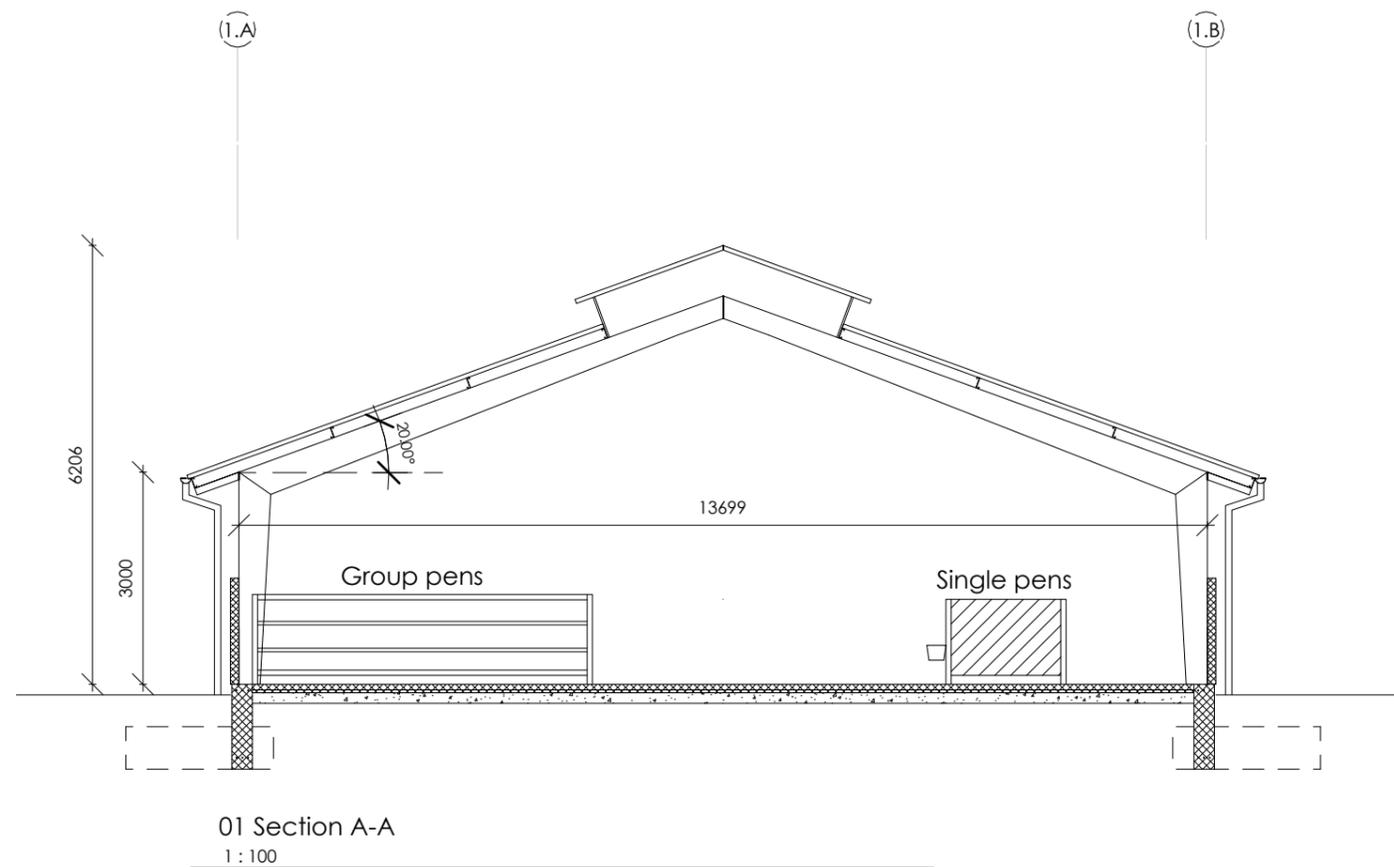 1.A
1.B
20.00°
6206
13699
3000
Group pens
Single pens
01 Section A-A
1 : 100